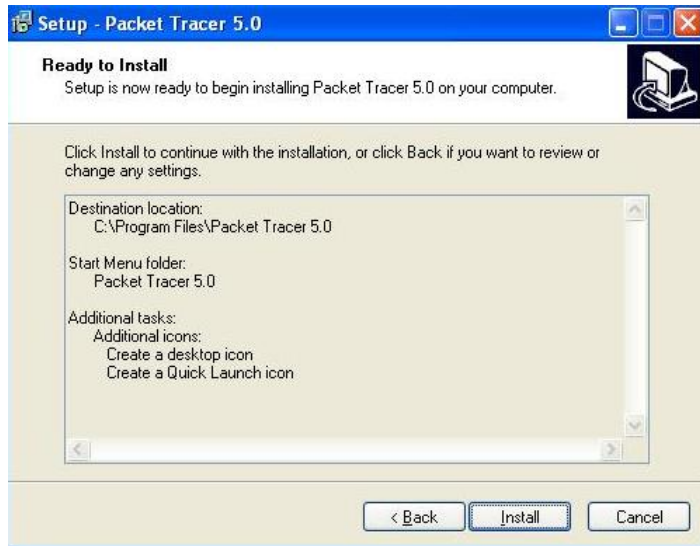 Setup - Packet Tracer 5.0
Ready to Install
Setup is now ready to begin installing Packet Tracer 5.0 on your computer.
Click Install to continue with the installation, or click Back if you want to review or
change any settings.
Destination location:
C:\Program Files\Packet Tracer 5.0
Start Menu folder:
Packet Tracer 5.0
Additional tasks:
Additional icons:
Create a desktop icon
Create a Quick Launch icon
< Back Install Cancel